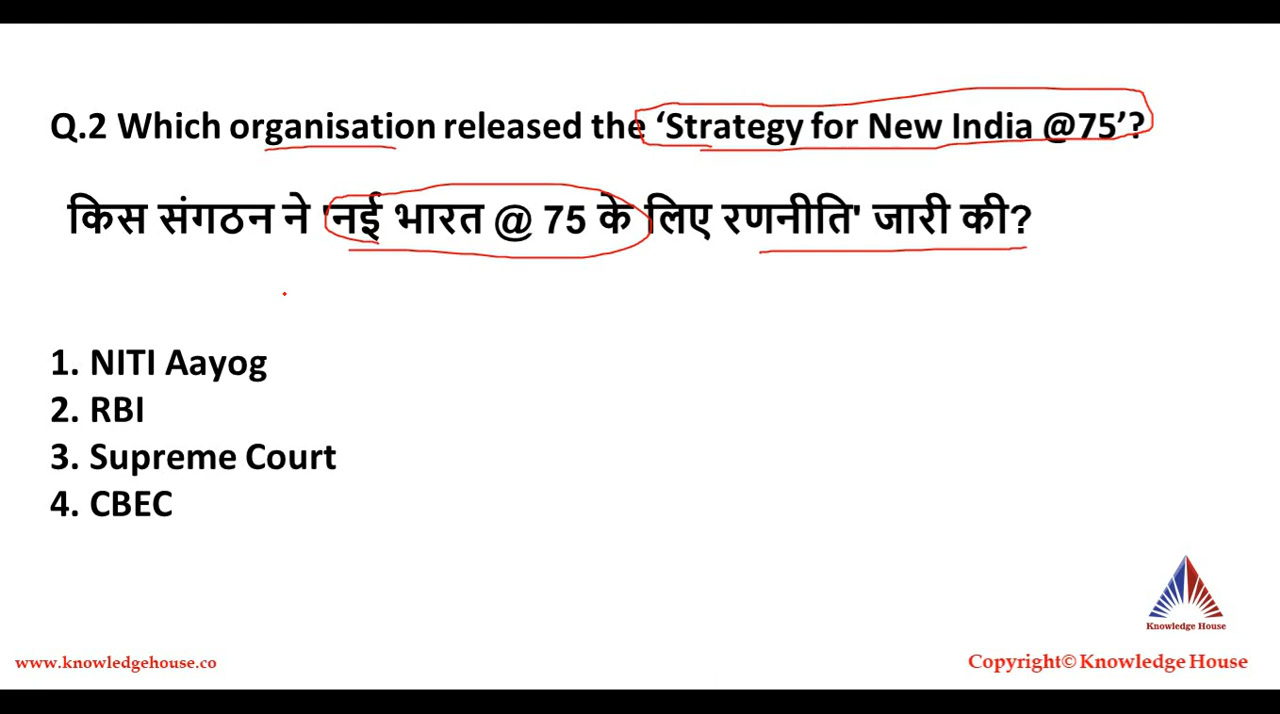 Q.2 Which organisation released the ‘Strategy for New India @75’?
किस संगठन ने 'नई भारत @ 75 के लिए रणनीति' जारी की?
1. NITI Aayog
2. RBI
3. Supreme Court
4. CBEC
Knowledge House
www.knowledgehouse.co
Copyright© Knowledge House